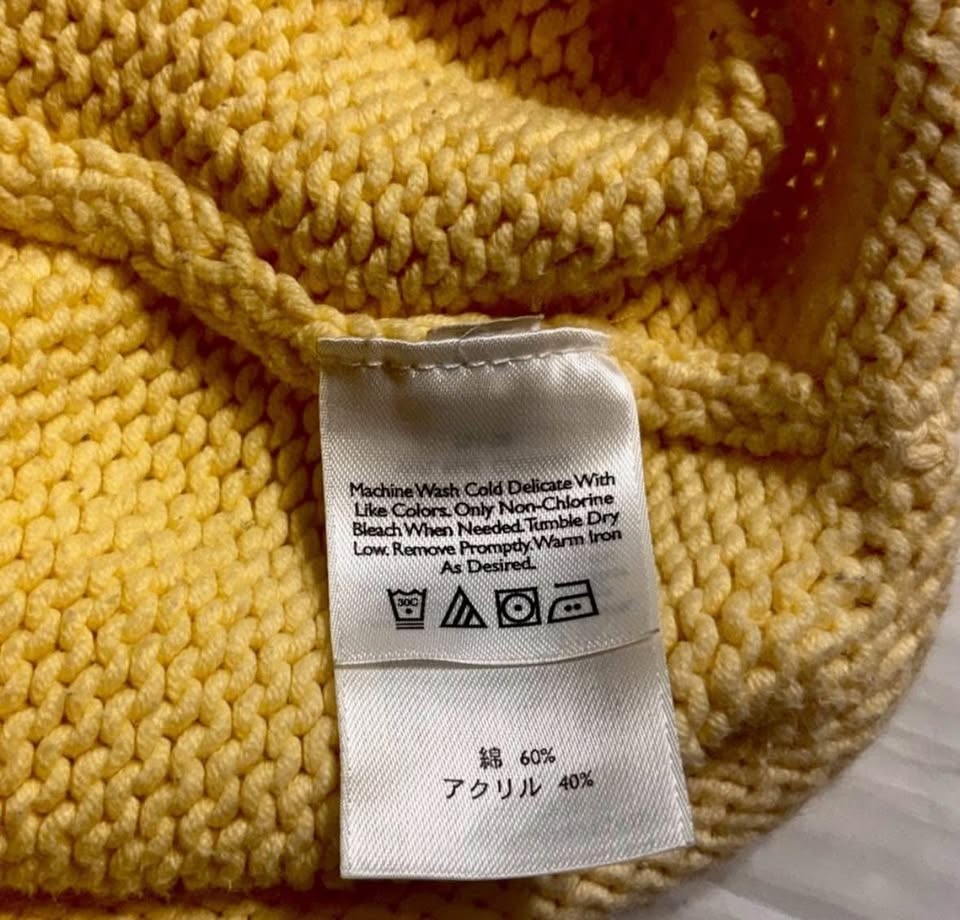 Machine Wash Cold Delicate With
Like Colors. Only Non-Chlorine
Bleach When Needed. Tumble Dry
Low. Remove Promptly. Warm Iron
As Desired.
30C
綿 60%
アクリル 40%